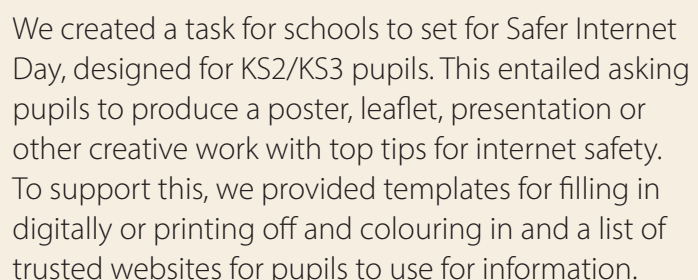 We created a task for schools to set for Safer Internet
Day, designed for KS2/KS3 pupils. This entailed asking
pupils to produce a poster, leaflet, presentation or
other creative work with top tips for internet safety.
To support this, we provided templates for filling in
digitally or printing off and colouring in and a list of
trusted websites for pupils to use for information.